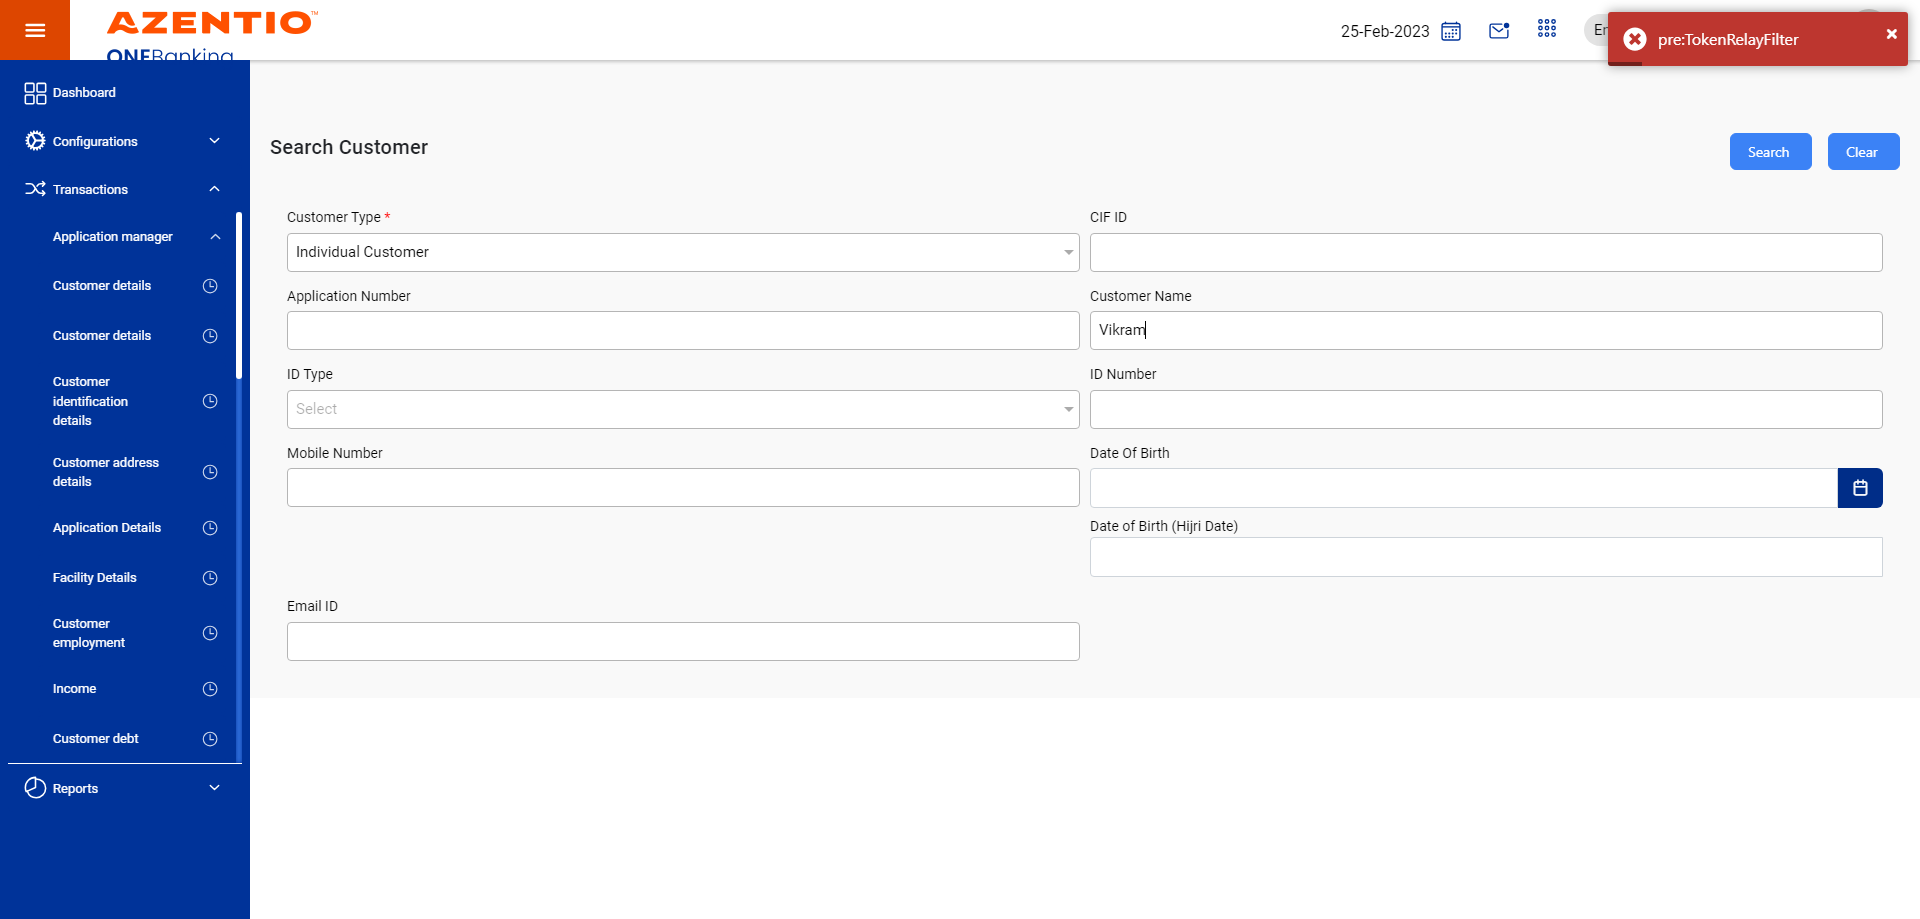 AZENTIO™
ONEBanking
25-Feb-2023
En
pre:TokenRelayFilter
Dashboard
Configurations
Transactions
Application manager
Customer details
Customer details
Customer
identification
details
Customer address
details
Application Details
Facility Details
Customer
employment
Income
Customer debt
Reports
Search Customer
Search
Clear
Customer Type *
Individual Customer
CIF ID
Application Number
Customer Name
Vikram
ID Type
Select
ID Number
Mobile Number
Date Of Birth
Date of Birth (Hijri Date)
Email ID